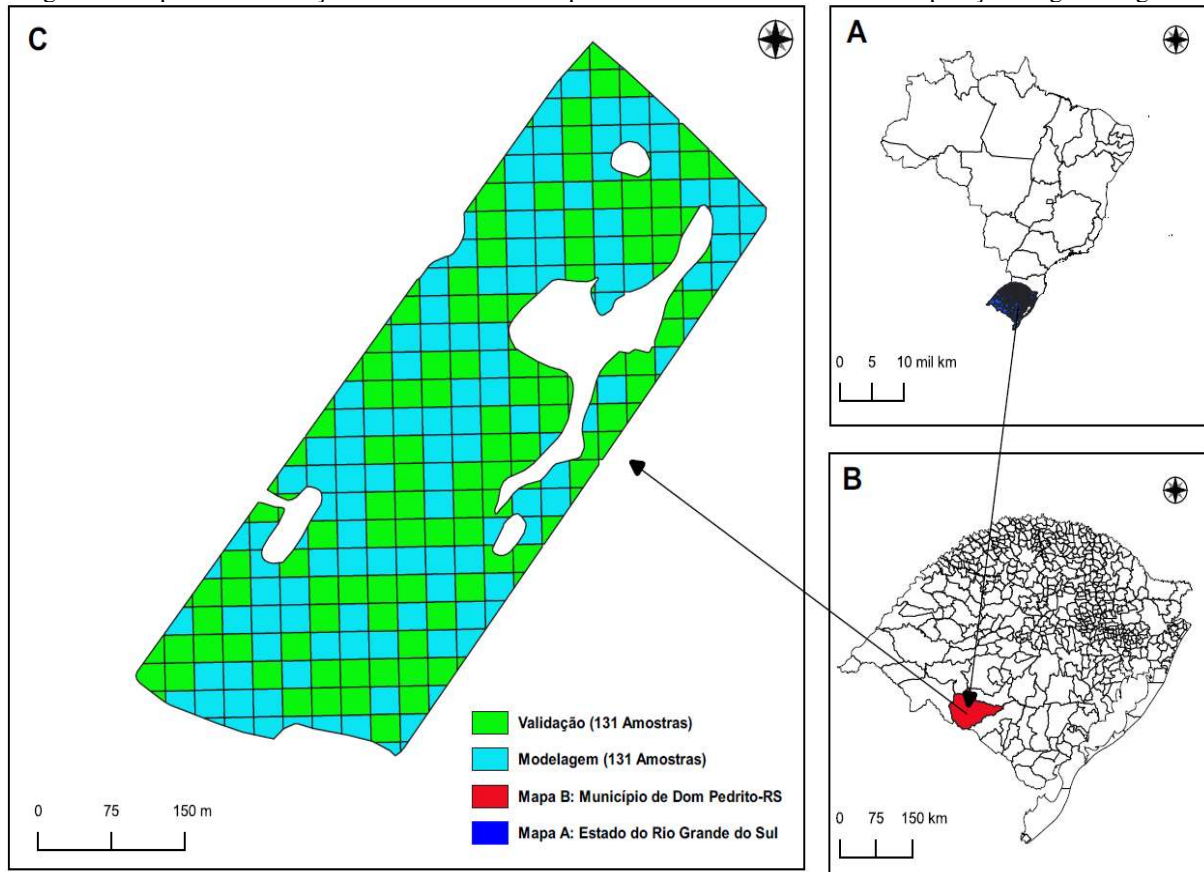 C
Validação (131 Amostras)
Modelagem (131 Amostras)
Mapa B: Município de Dom Pedrito-RS
Mapa A: Estado do Rio Grande do Sul
0 75 150 m
A
0 5 10 mil km
B
0 75 150 km